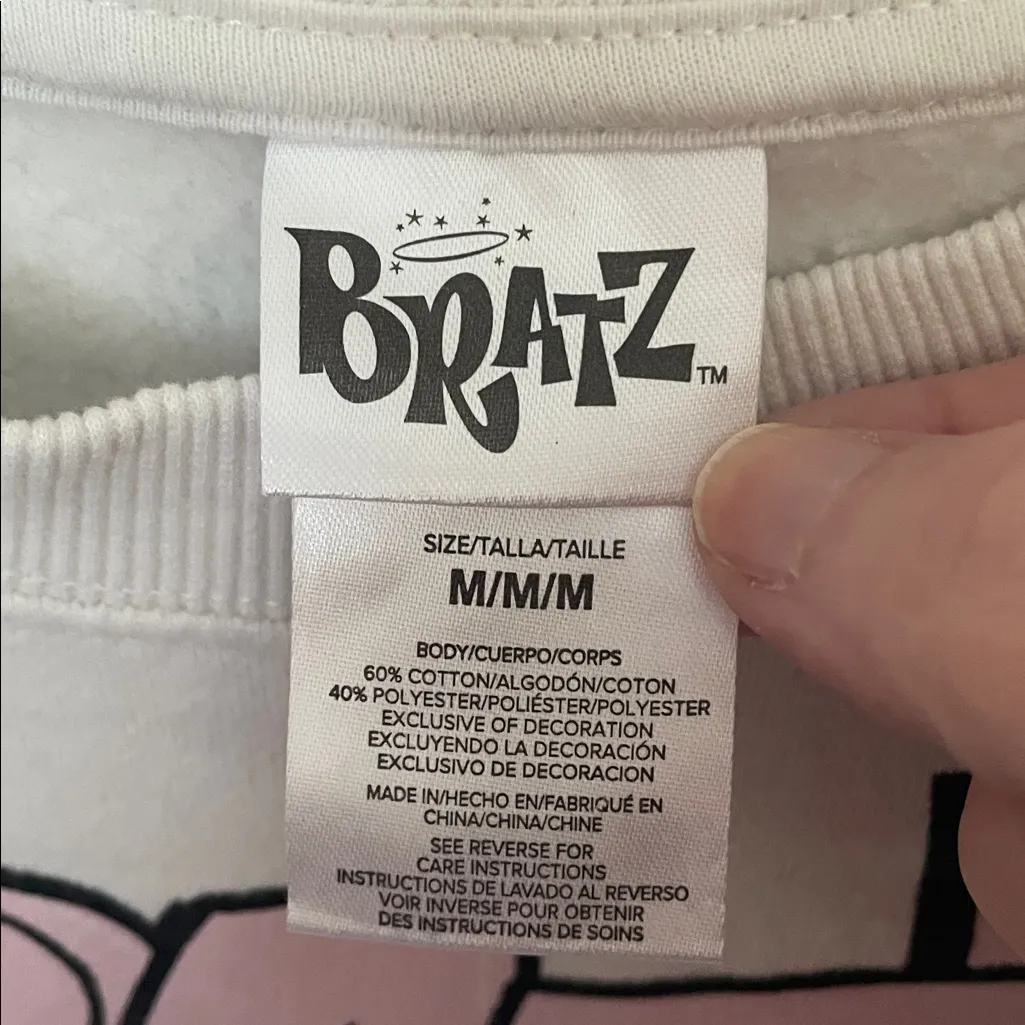 BRATZ™
SIZE/TALLA/TAILLE
M/M/M
BODY/CUERPO/CORPS
60% COTTON/ALGODÓN/COTON
40% POLYESTER/POLIÉSTER/POLYESTER
EXCLUSIVE OF DECORATION
EXCLUYENDO LA DECORACIÓN
EXCLUSIVO DE DECORACION
MADE IN/HECHO EN/FABRIQUÉ EN
CHINA/CHINA/CHINE
SEE REVERSE FOR
CARE INSTRUCTIONS
INSTRUCTIONS DE LAVADO AL REVERSO
VOIR INVERSE POUR OBTENIR
DES INSTRUCTIONS DE SOINS